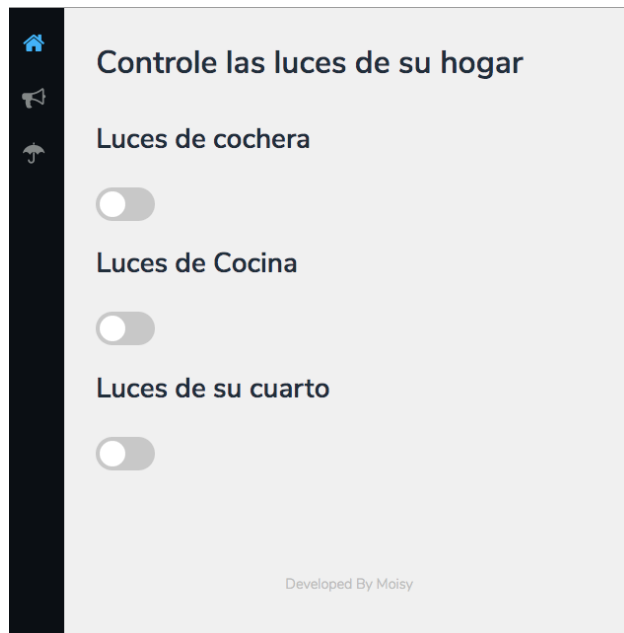 Controle las luces de su hogar
Luces de cochera
Luces de Cocina
Luces de su cuarto
Developed By Moisy